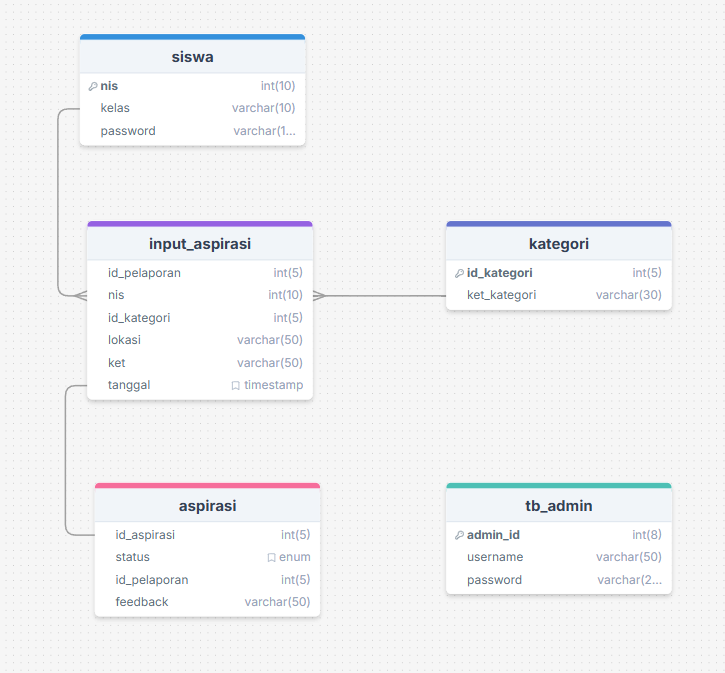 siswa
nis int(10)
kelas varchar(10)
password varchar(1...
input_aspirasi
id_pelaporan int(5)
nis int(10)
id_kategori int(5)
lokasi varchar(50)
ket varchar(50)
tanggal timestamp
kategori
id_kategori int(5)
ket_kategori varchar(30)
aspirasi
id_aspirasi int(5)
status enum
id_pelaporan int(5)
feedback varchar(50)
tb_admin
admin_id int(8)
username varchar(50)
password varchar(2...